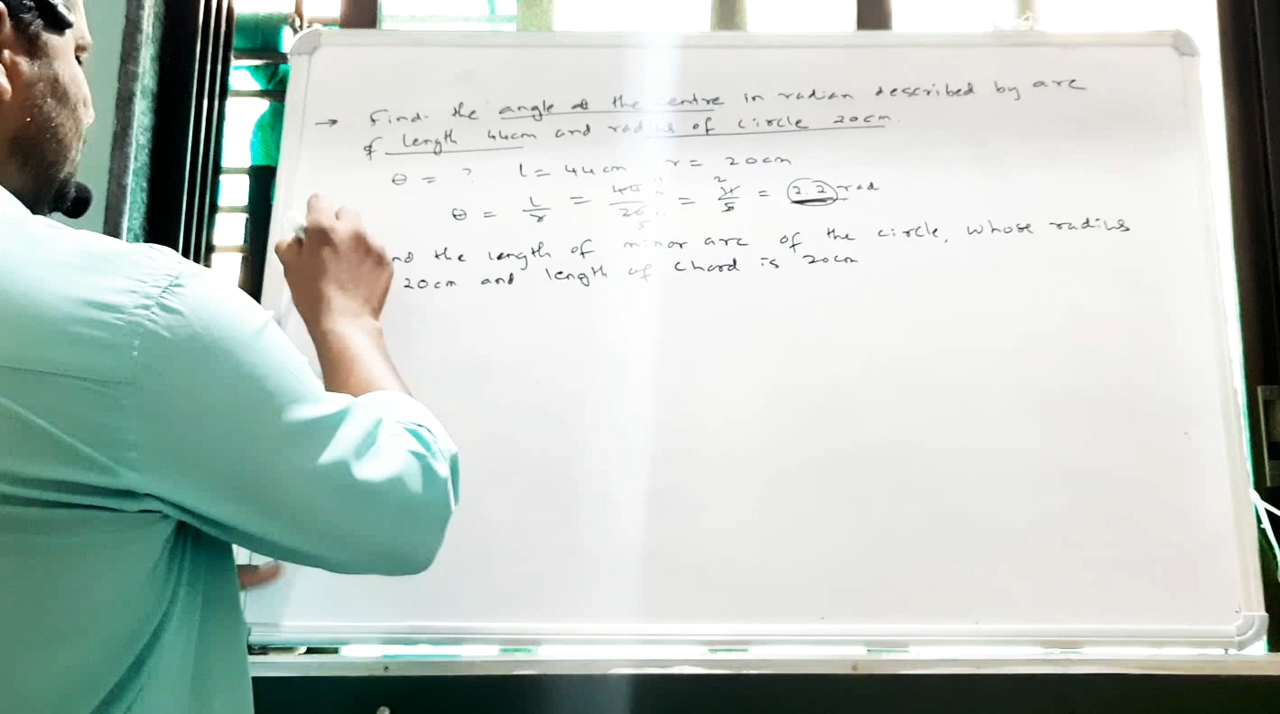 → Find the angle at the centre in radian described by arc
of length 44cm and radius of circle 20cm.
θ = ? l = 44cm r = 20cm
θ = l/r = 44/20 = 11/5 = 2.2 rad
nd the length of minor arc of the circle, whose radius
20cm and length of chord is 20cm